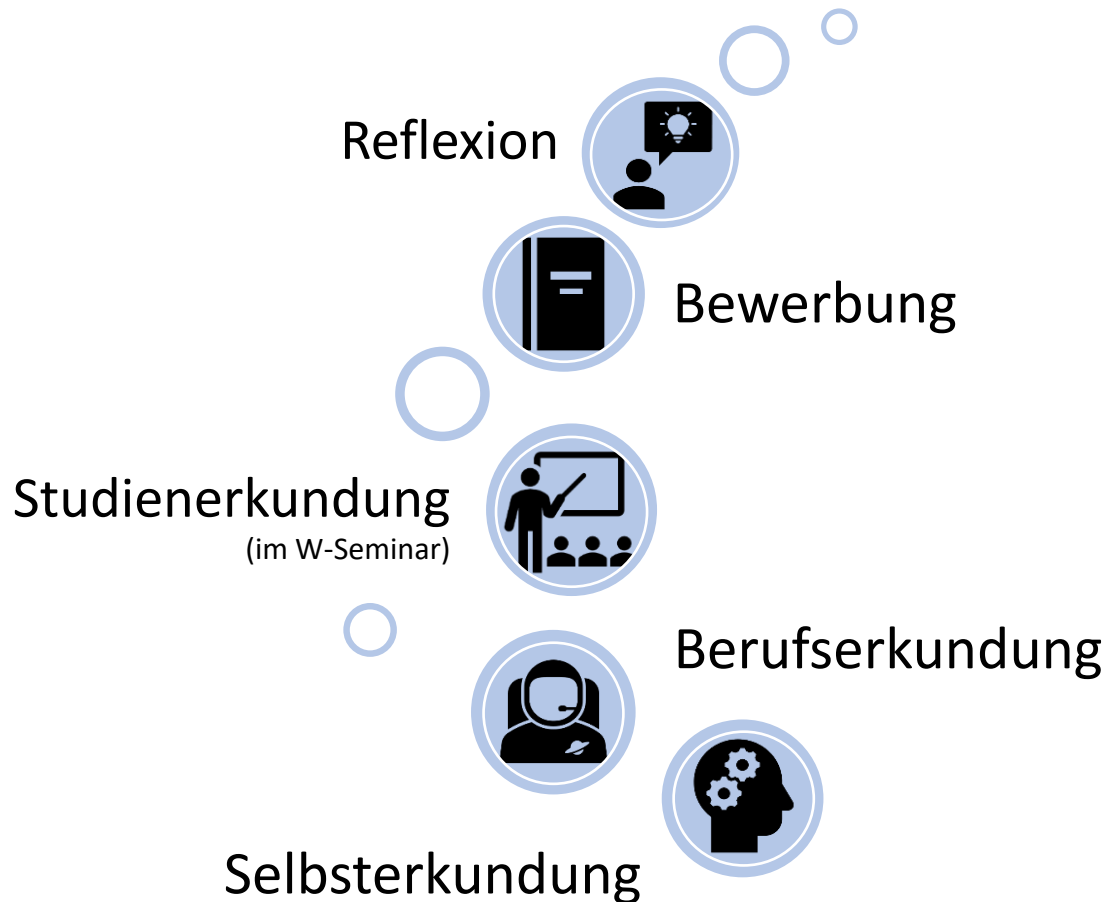 Reflexion
Bewerbung
Studienerkundung
(im W-Seminar)
Berufserkundung
Selbsterkundung